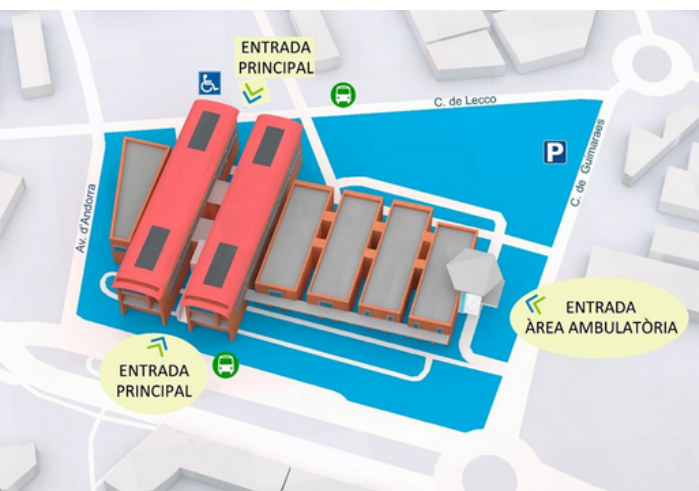 ENTRADA
PRINCIPAL
C. de Lecco
P
C. de Guimaraes
Av. d'Andorra
ENTRADA
ÀREA AMBULATÒRIA
ENTRADA
PRINCIPAL